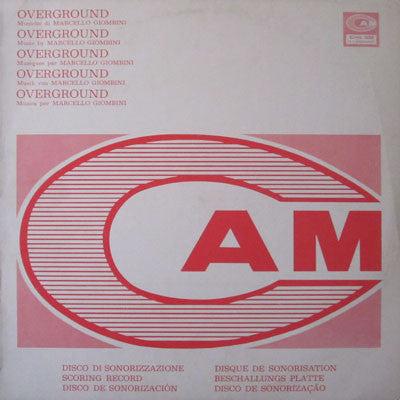 OVERGROUND
Musiche di MARCELLO GIOMBINI
OVERGROUND
Music by MARCELLO GIOMBINI
OVERGROUND
Musiques par MARCELLO GIOMBINI
OVERGROUND
Musik von MARCELLO GIOMBINI
OVERGROUND
Musica por MARCELLO GIOMBINI
CAM
CAM
DISCO DI SONORIZZAZIONE
SCORING RECORD
DISCO DE SONORIZACIÓN
DISQUE DE SONORISATION
BESCHALLUNGS PLATTE
DISCO DE SONORIZAÇÃO